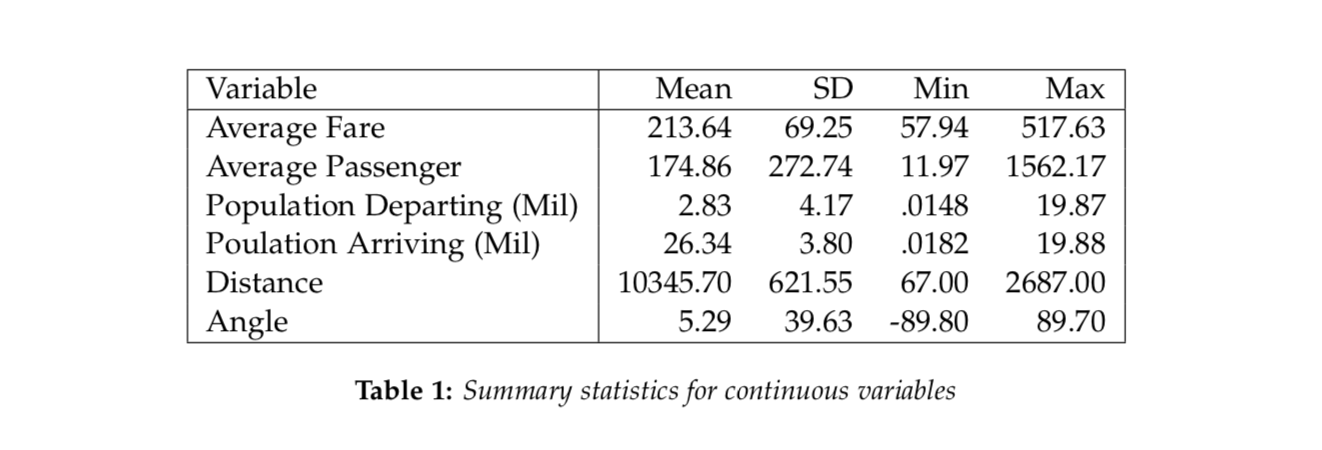 Variable Mean SD Min Max
Average Fare 213.64 69.25 57.94 517.63
Average Passenger 174.86 272.74 11.97 1562.17
Population Departing (Mil) 2.83 4.17 .0148 19.87
Poulation Arriving (Mil) 26.34 3.80 .0182 19.88
Distance 10345.70 621.55 67.00 2687.00
Angle 5.29 39.63 -89.80 89.70
Table 1: Summary statistics for continuous variables